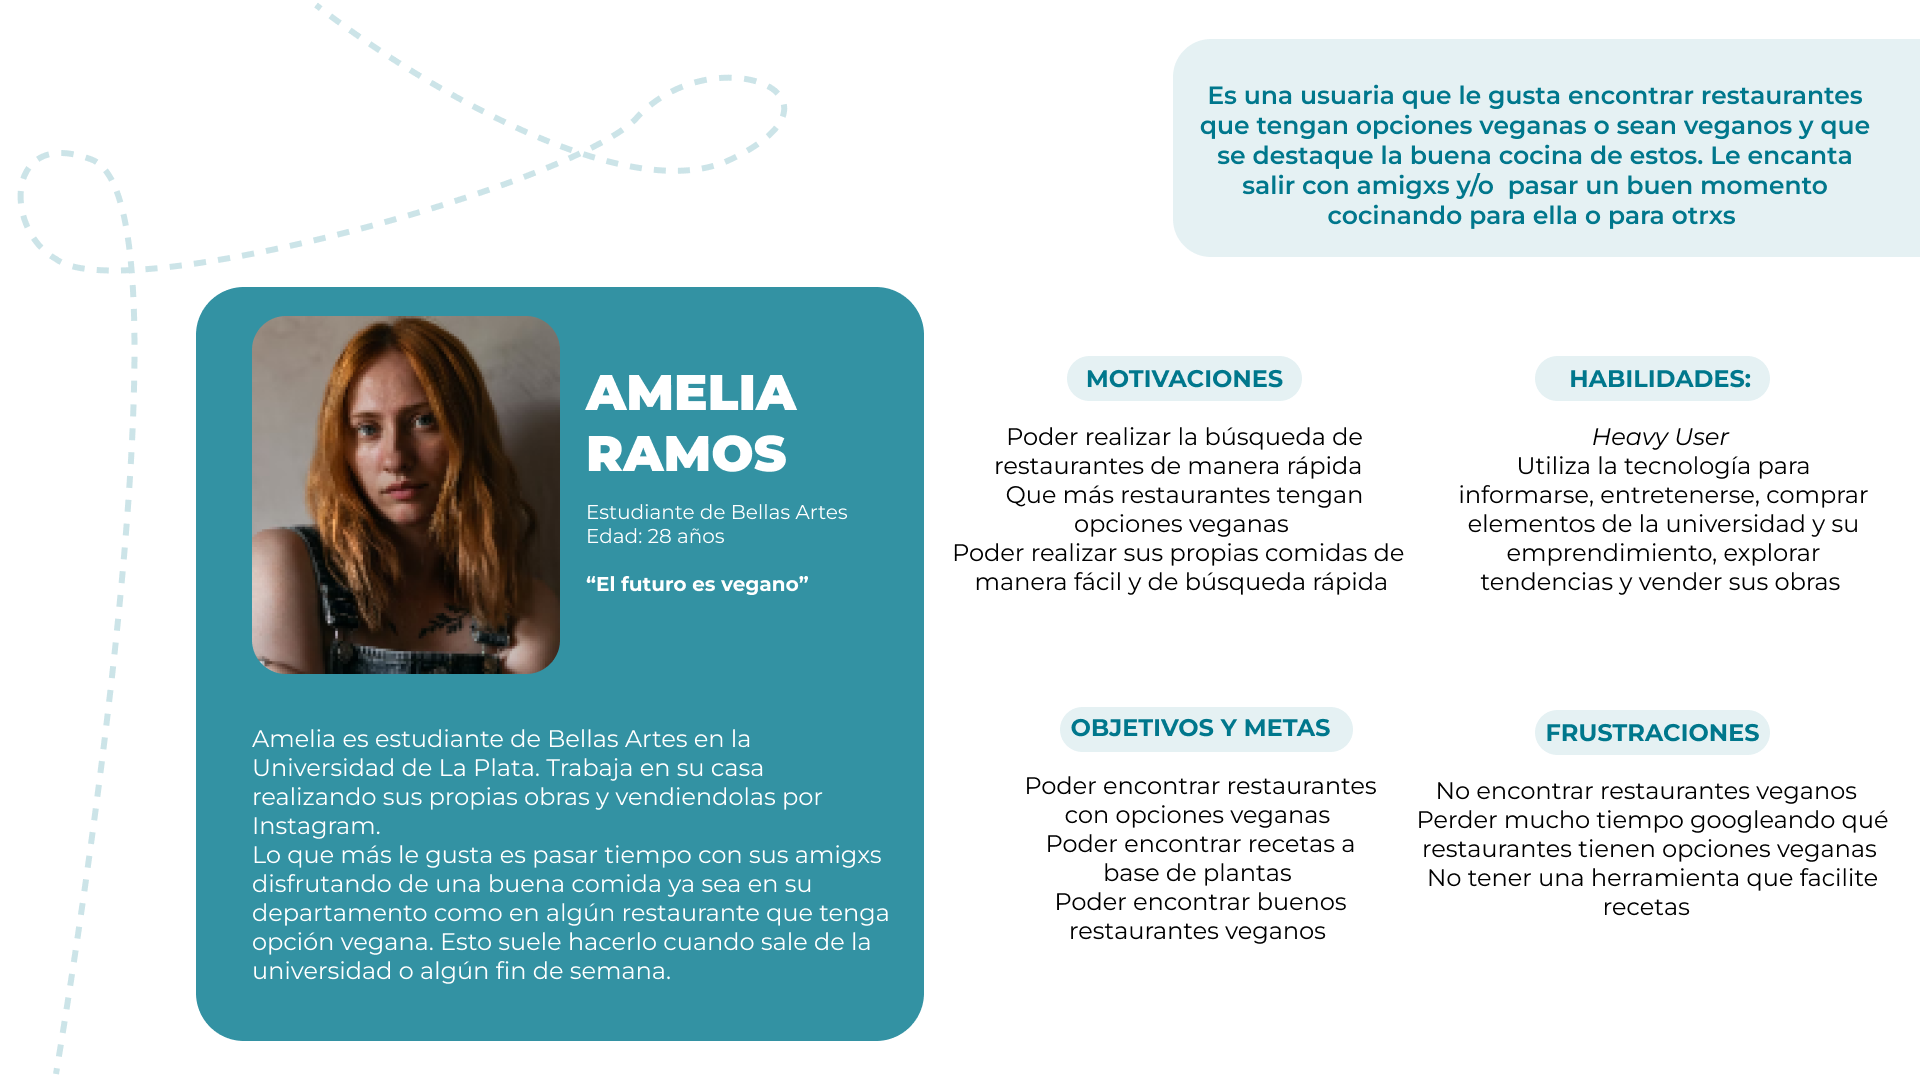 Es una usuaria que le gusta encontrar restaurantes
que tengan opciones veganas o sean veganos y que
se destaque la buena cocina de estos. Le encanta
salir con amigxs y/o  pasar un buen momento
cocinando para ella o para otrxs
AMELIA
RAMOS
Estudiante de Bellas Artes
Edad: 28 años
“El futuro es vegano”
Amelia es estudiante de Bellas Artes en la
Universidad de La Plata. Trabaja en su casa
realizando sus propias obras y vendiendolas por
Instagram.
Lo que más le gusta es pasar tiempo con sus amigxs
disfrutando de una buena comida ya sea en su
departamento como en algún restaurante que tenga
opción vegana. Esto suele hacerlo cuando sale de la
universidad o algún fin de semana.
MOTIVACIONES
Poder realizar la búsqueda de
restaurantes de manera rápida
Que más restaurantes tengan
opciones veganas
Poder realizar sus propias comidas de
manera fácil y de búsqueda rápida
HABILIDADES:
Heavy User
Utiliza la tecnología para
informarse, entretenerse, comprar
elementos de la universidad y su
emprendimiento, explorar
tendencias y vender sus obras
OBJETIVOS Y METAS
Poder encontrar restaurantes
con opciones veganas
Poder encontrar recetas a
base de plantas
Poder encontrar buenos
restaurantes veganos
FRUSTRACIONES
No encontrar restaurantes veganos
Perder mucho tiempo googleando qué
restaurantes tienen opciones veganas
No tener una herramienta que facilite
recetas